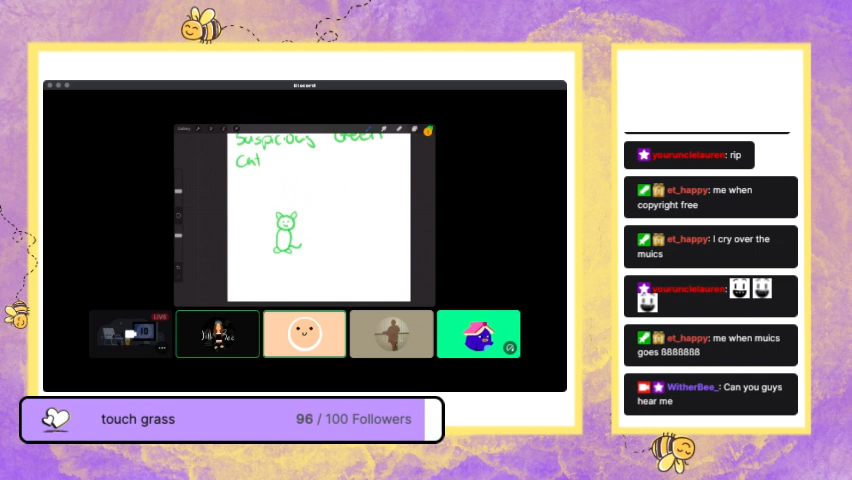 Discord
Gallery
Suspicious Green
Cat
LIVE
touch grass
96 / 100 Followers
youruncielauren: rip
et_happy: me when
copyright free
et_happy: I cry over the
muics
youruncielauren:
et_happy: me when muics
goes 8888888
WitherBee_: Can you guys
hear me